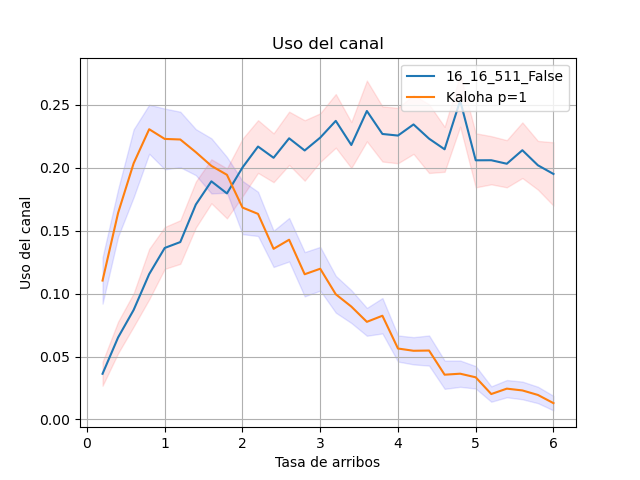 Uso del canal
16_16_511_False
Kaloha p=1
Uso del canal
0.25
0.20
0.15
0.10
0.05
0.00
0 1 2 3 4 5 6
Tasa de arribos